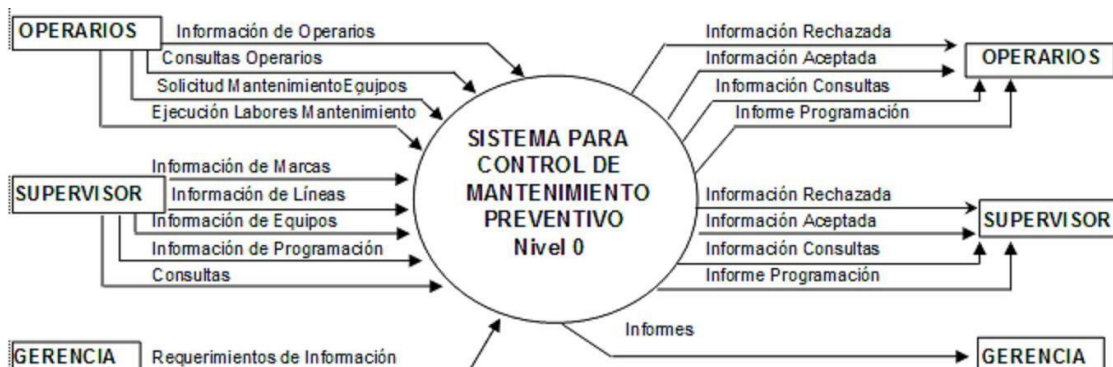 OPERARIOS
Información de Operarios
Consultas Operarios
Solicitud MantenimientoEquipos
Ejecución Labores Mantenimiento
SUPERVISOR
Información de Marcas
Información de Líneas
Información de Equipos
Información de Programación
Consultas
GERENCIA
Requerimientos de Información
SISTEMA PARA
CONTROL DE
MANTENIMIENTO
PREVENTIVO
Nivel 0
Información Rechazada
Información Aceptada
Información Consultas
Informe Programación
OPERARIOS
Información Rechazada
Información Aceptada
Información Consultas
Informe Programación
SUPERVISOR
Informes
GERENCIA